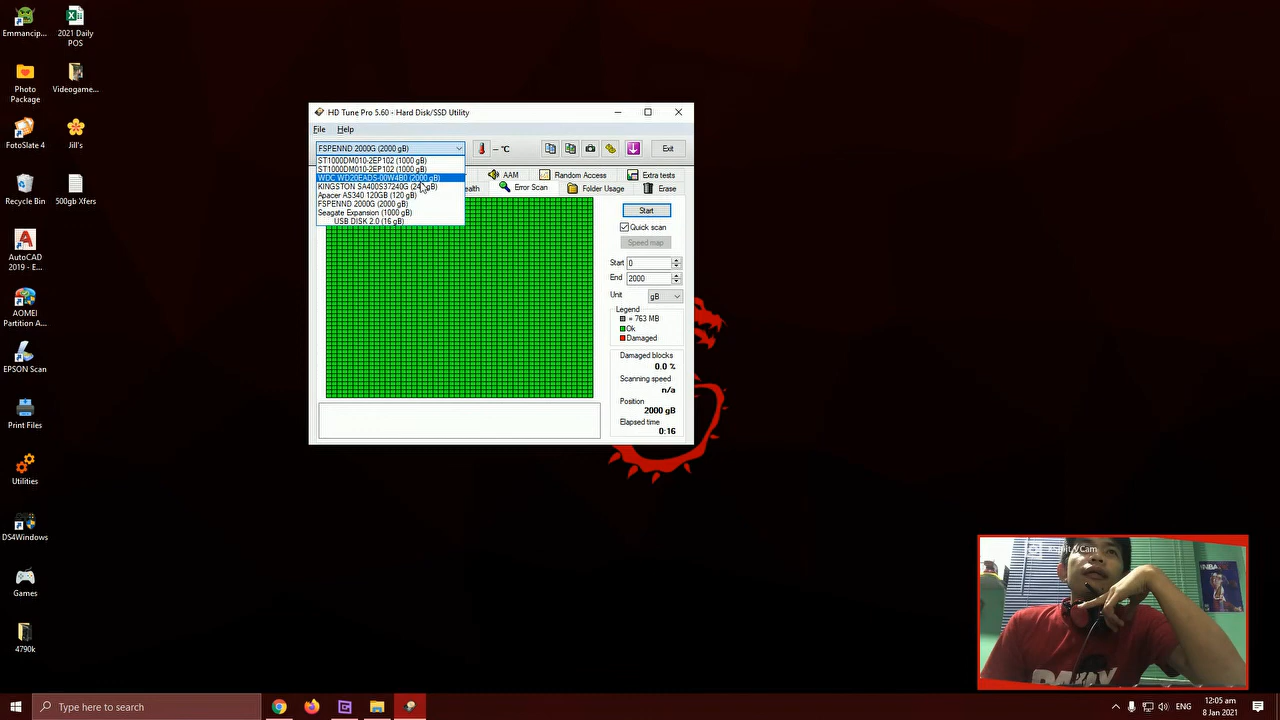 Emmancip...
2021 Daily
POS
Photo
Package
Videogame...
FotoSlate 4
Jill's
Recycle Bin
500gb Xfers
AutoCAD
2019 - E...
AOMEI
Partition A...
EPSON Scan
Print Files
Utilities
DS4Windows
Games
4790k
HD Tune Pro 5.60 - Hard Disk/SSD Utility
File Help
FSPENND 2000G (2000 gB)
– °C
Exit
ST1000DM010-2EP102 (1000 gB)
ST1000DM010-2EP102 (1000 gB)
WDC WD20EADS-00W4B0 (2000 gB)
KINGSTON SA400S37240G (240 gB)
Apacer AS340 120GB (120 gB)
FSPENND 2000G (2000 gB)
Seagate Expansion (1000 gB)
USB DISK 2.0 (16 gB)
AAM
Random Access
Extra tests
Error Scan
Folder Usage
Erase
Start
Quick scan
Speed map
Start 0
End 2000
Unit gB
Legend
= 763 MB
Ok
Damaged
Damaged blocks
0.0 %
Scanning speed
n/a
Position
2000 gB
Elapsed time
0:16
NBA
Type here to search
ENG
12:05 am
8 Jan 2021